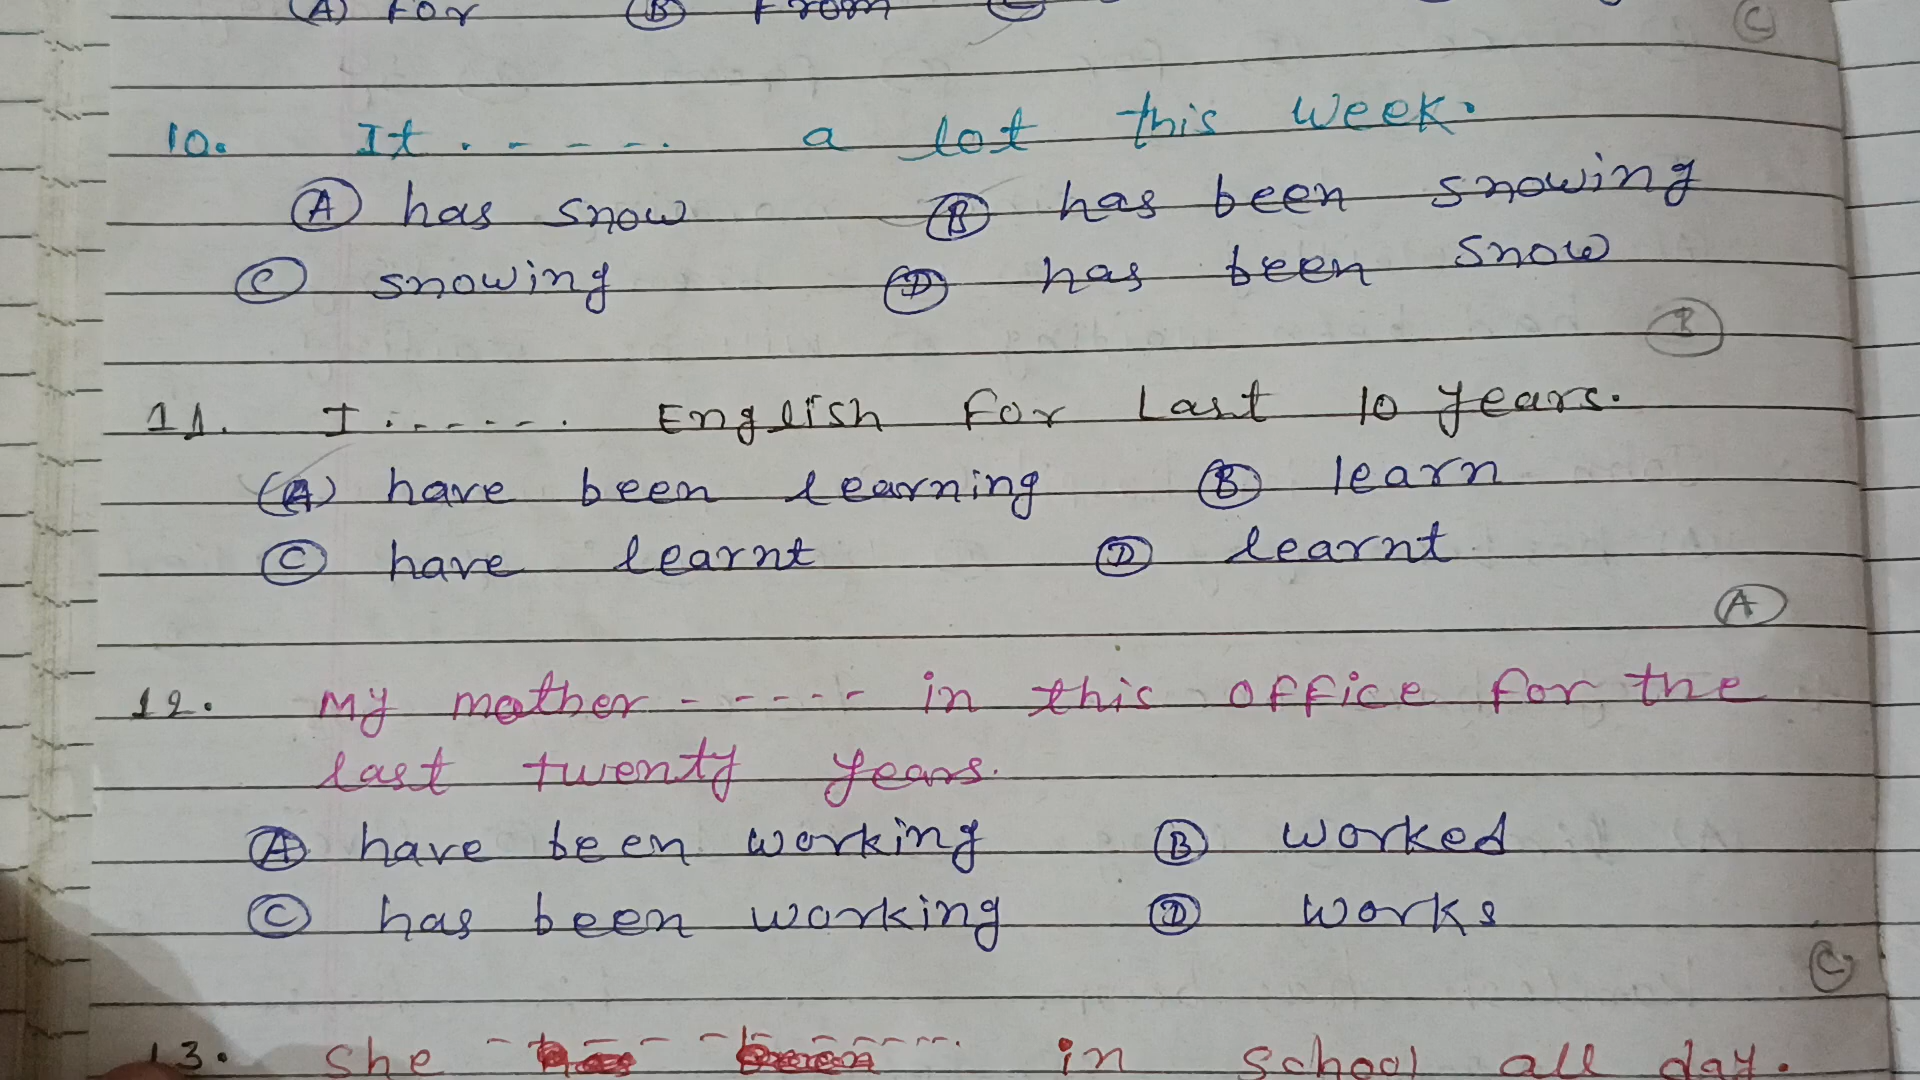 (A) For (B) From
(C)
10. It . - - - - . a lot this week.
(A) has snow (B) has been snowing
(C) snowing (D) has been snow
(B)
11. I . - - - - - . English For Last 10 years.
(A) have been learning (B) learn
(C) have learnt (D) learnt
(A)
12. My mother - - - - - - in this office for the
last twenty years.
(A) have been working (B) worked
(C) has been working (D) works
(C)
13. She - - - - - - - - - . in school all day.